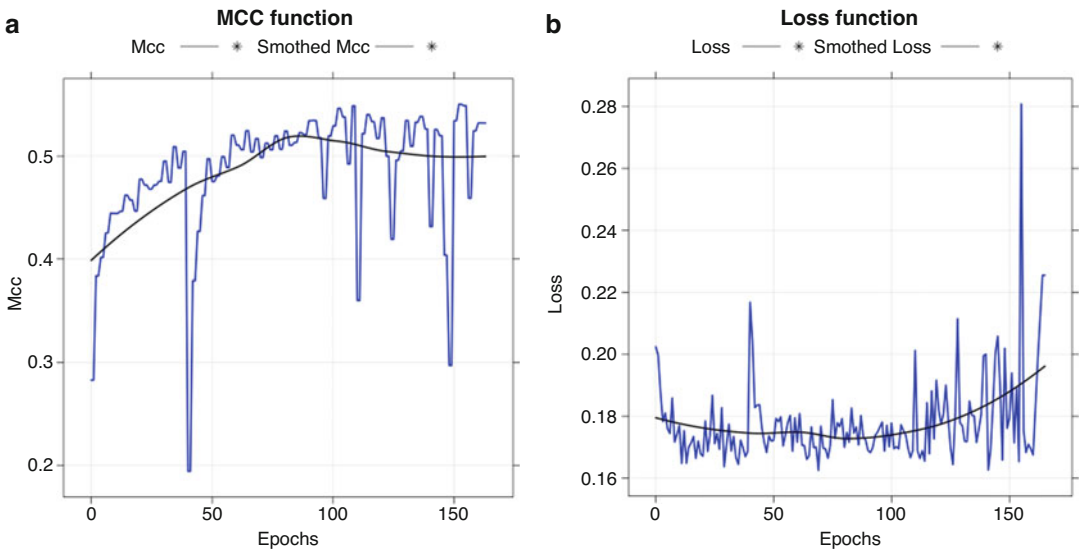 a
MCC function
Mcc * Smothed Mcc *
0.5
0.4
0.3
0.2
Mcc
0 50 100 150
Epochs
b
Loss function
Loss * Smothed Loss *
0.28
0.26
0.24
0.22
0.20
0.18
0.16
Loss
0 50 100 150
Epochs